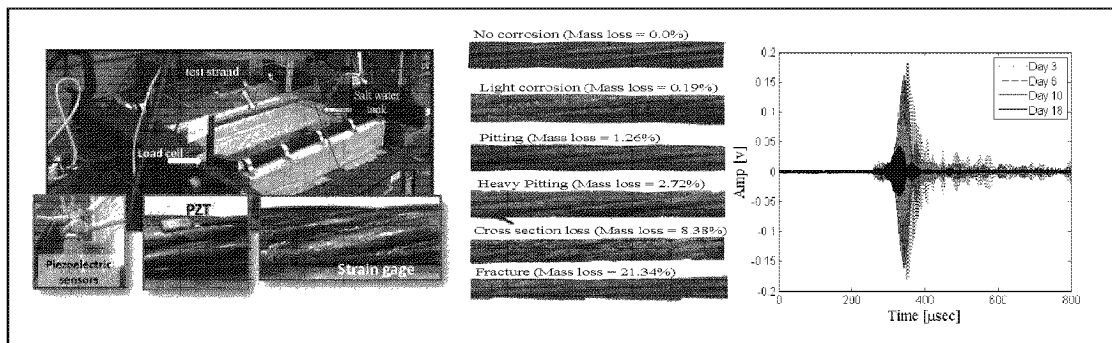 test strand
Salt water
tank
Load cell
PZT
Piezoelectric
sensors
Strain gage
No corrosion (Mass loss = 0.0%)
Light corrosion (Mass loss = 0.19%)
Pitting (Mass loss = 1.26%)
Heavy Pitting (Mass loss = 2.72%)
Cross section loss (Mass loss = 8.38%)
Fracture (Mass loss = 21.34%)
0.2
0.15
0.1
0.05
0
-0.05
-0.1
-0.15
-0.2
Amp [v]
Day 3
Day 6
Day 10
Day 18
0 200 400 600 800
Time [μsec]